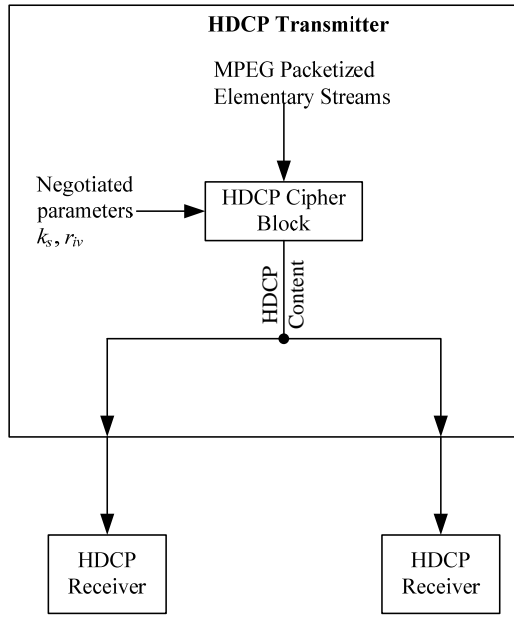 HDCP Transmitter
MPEG Packetized
Elementary Streams
Negotiated
parameters
ks, riv
HDCP Cipher
Block
HDCP
Content
HDCP
Receiver
HDCP
Receiver